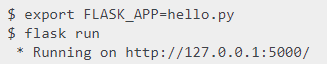 $ export FLASK_APP=hello.py
$ flask run
 * Running on http://127.0.0.1:5000/